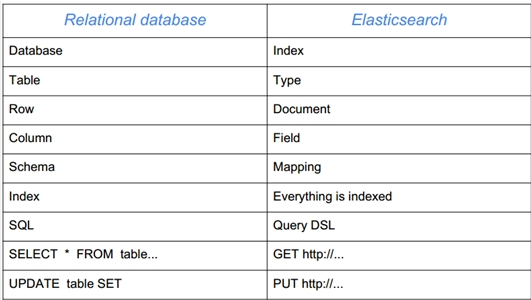 Relational database Elasticsearch
Database Index
Table Type
Row Document
Column Field
Schema Mapping
Index Everything is indexed
SQL Query DSL
SELECT * FROM table... GET http://...
UPDATE table SET PUT http://...